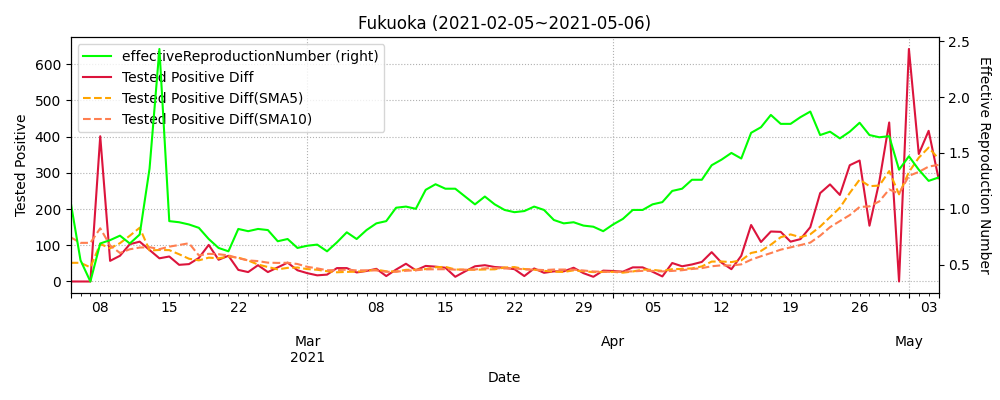 Fukuoka (2021-02-05~2021-05-06)
effectiveReproductionNumber (right)
Tested Positive Diff
Tested Positive Diff(SMA5)
Tested Positive Diff(SMA10)
Tested Positive
600
500
400
300
200
100
0
2.5
2.0
1.5
1.0
0.5
Effective Reproduction Number
08 15 22 08 15 22 29 05 12 19 26 03
Mar Apr May
2021
Date